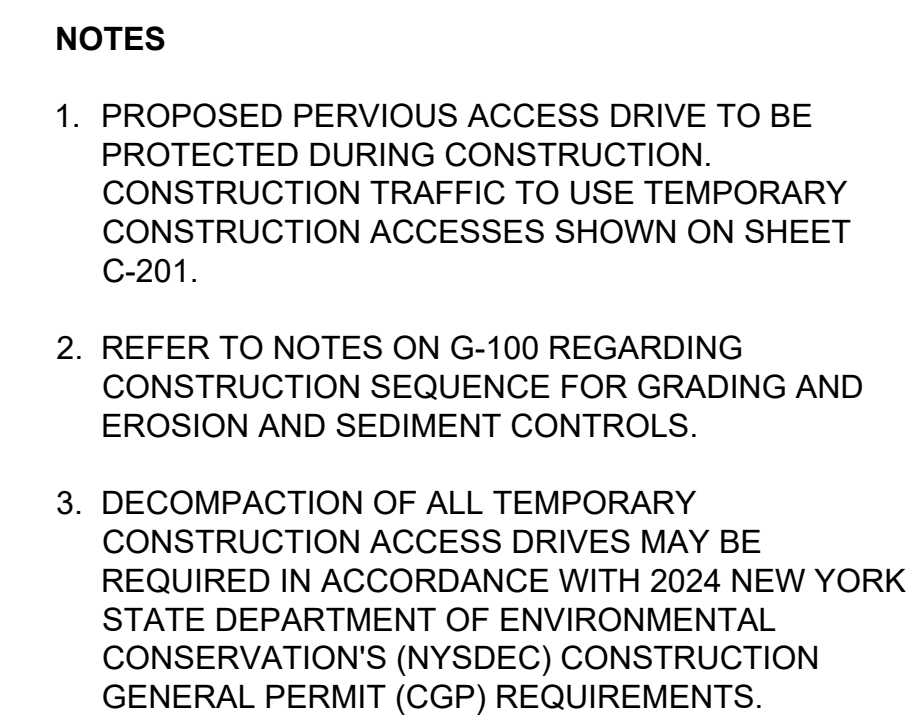 NOTES
1. PROPOSED PERVIOUS ACCESS DRIVE TO BE
PROTECTED DURING CONSTRUCTION.
CONSTRUCTION TRAFFIC TO USE TEMPORARY
CONSTRUCTION ACCESSES SHOWN ON SHEET
C-201.
2. REFER TO NOTES ON G-100 REGARDING
CONSTRUCTION SEQUENCE FOR GRADING AND
EROSION AND SEDIMENT CONTROLS.
3. DECOMPACTION OF ALL TEMPORARY
CONSTRUCTION ACCESS DRIVES MAY BE
REQUIRED IN ACCORDANCE WITH 2024 NEW YORK
STATE DEPARTMENT OF ENVIRONMENTAL
CONSERVATION'S (NYSDEC) CONSTRUCTION
GENERAL PERMIT (CGP) REQUIREMENTS.